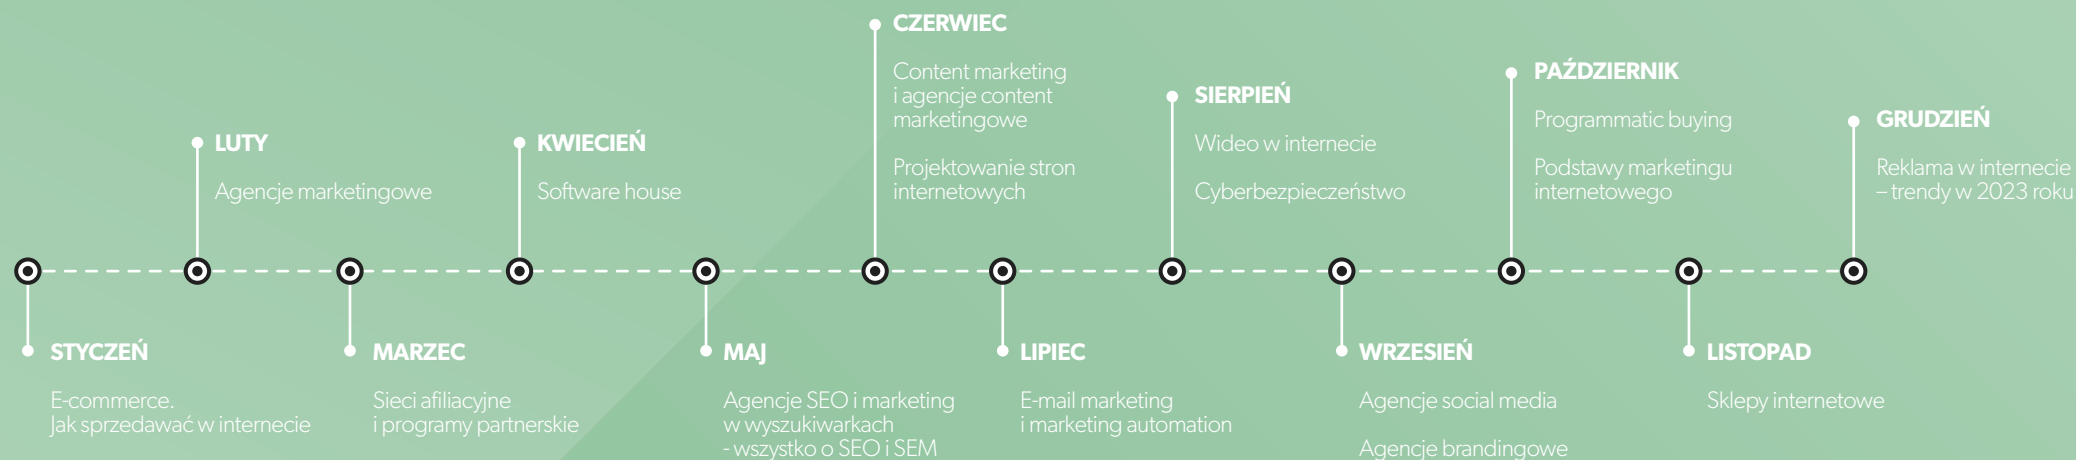 STYCZEŃ
E-commerce.
Jak sprzedawać w internecie
LUTY
Agencje marketingowe
MARZEC
Sieci afiliacyjne
i programy partnerskie
KWIECIEŃ
Software house
MAJ
Agencje SEO i marketing
w wyszukiwarkach
- wszystko o SEO i SEM
CZERWIEC
Content marketing
i agencje content
marketingowe
Projektowanie stron
internetowych
LIPIEC
E-mail marketing
i marketing automation
SIERPIEŃ
Wideo w internecie
Cyberbezpieczeństwo
WRZESIEŃ
Agencje social media
Agencje brandingowe
PAŹDZIERNIK
Programmatic buying
Podstawy marketingu
internetowego
LISTOPAD
Sklepy internetowe
GRUDZIEŃ
Reklama w internecie
– trendy w 2023 roku